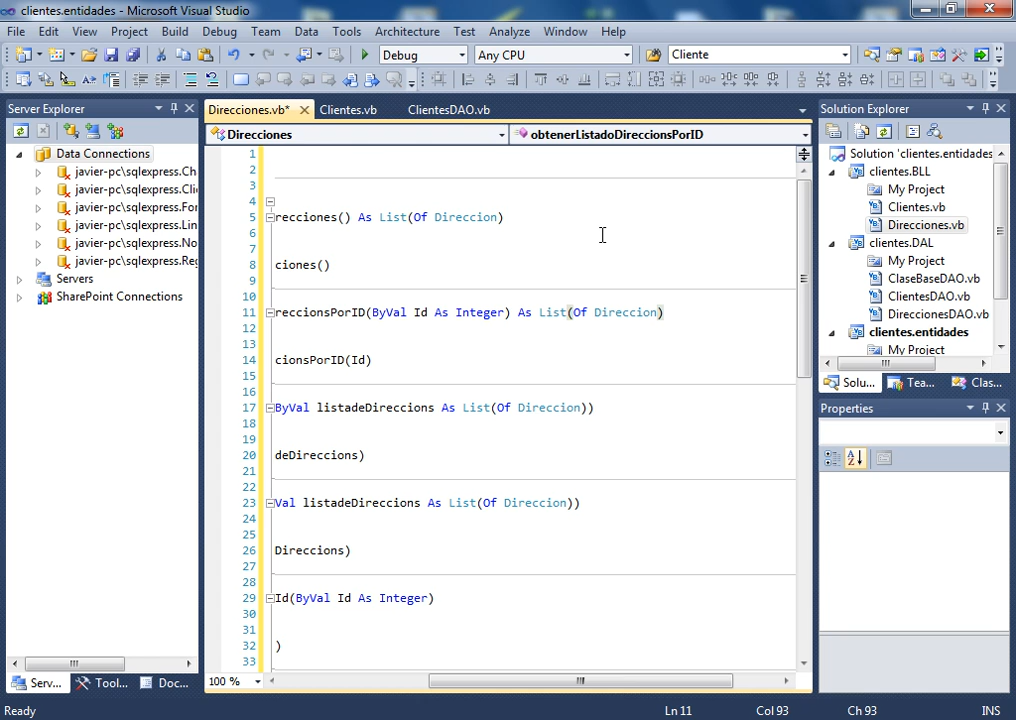 clientes.entidades - Microsoft Visual Studio
File Edit View Project Build Debug Team Data Tools Architecture Test Analyze Window Help
Debug Any CPU Cliente
Server Explorer
Data Connections
javier-pc\sqlexpress.Ch
javier-pc\sqlexpress.Cli
javier-pc\sqlexpress.For
javier-pc\sqlexpress.Lin
javier-pc\sqlexpress.No
javier-pc\sqlexpress.Reg
Servers
SharePoint Connections
Serv... Tool... Doc...
Direcciones.vb* Clientes.vb ClientesDAO.vb
Direcciones obtenerListadoDireccionsPorID
1
2
3
4
5 recciones() As List(Of Direccion)
6
7
8 ciones()
9
10
11 reccionsPorID(ByVal Id As Integer) As List(Of Direccion)
12
13
14 cionsPorID(Id)
15
16
17 ByVal listadeDireccions As List(Of Direccion))
18
19
20 deDireccions)
21
22
23 Val listadeDireccions As List(Of Direccion))
24
25
26 Direccions)
27
28
29 Id(ByVal Id As Integer)
30
31
32 )
33
100 %
Solution Explorer
Solution 'clientes.entidades
clientes.BLL
My Project
Clientes.vb
Direcciones.vb
clientes.DAL
My Project
ClaseBaseDAO.vb
ClientesDAO.vb
DireccionesDAO.vb
clientes.entidades
My Project
Solu... Tea... Clas...
Properties
Ready Ln 11 Col 93 Ch 93 INS